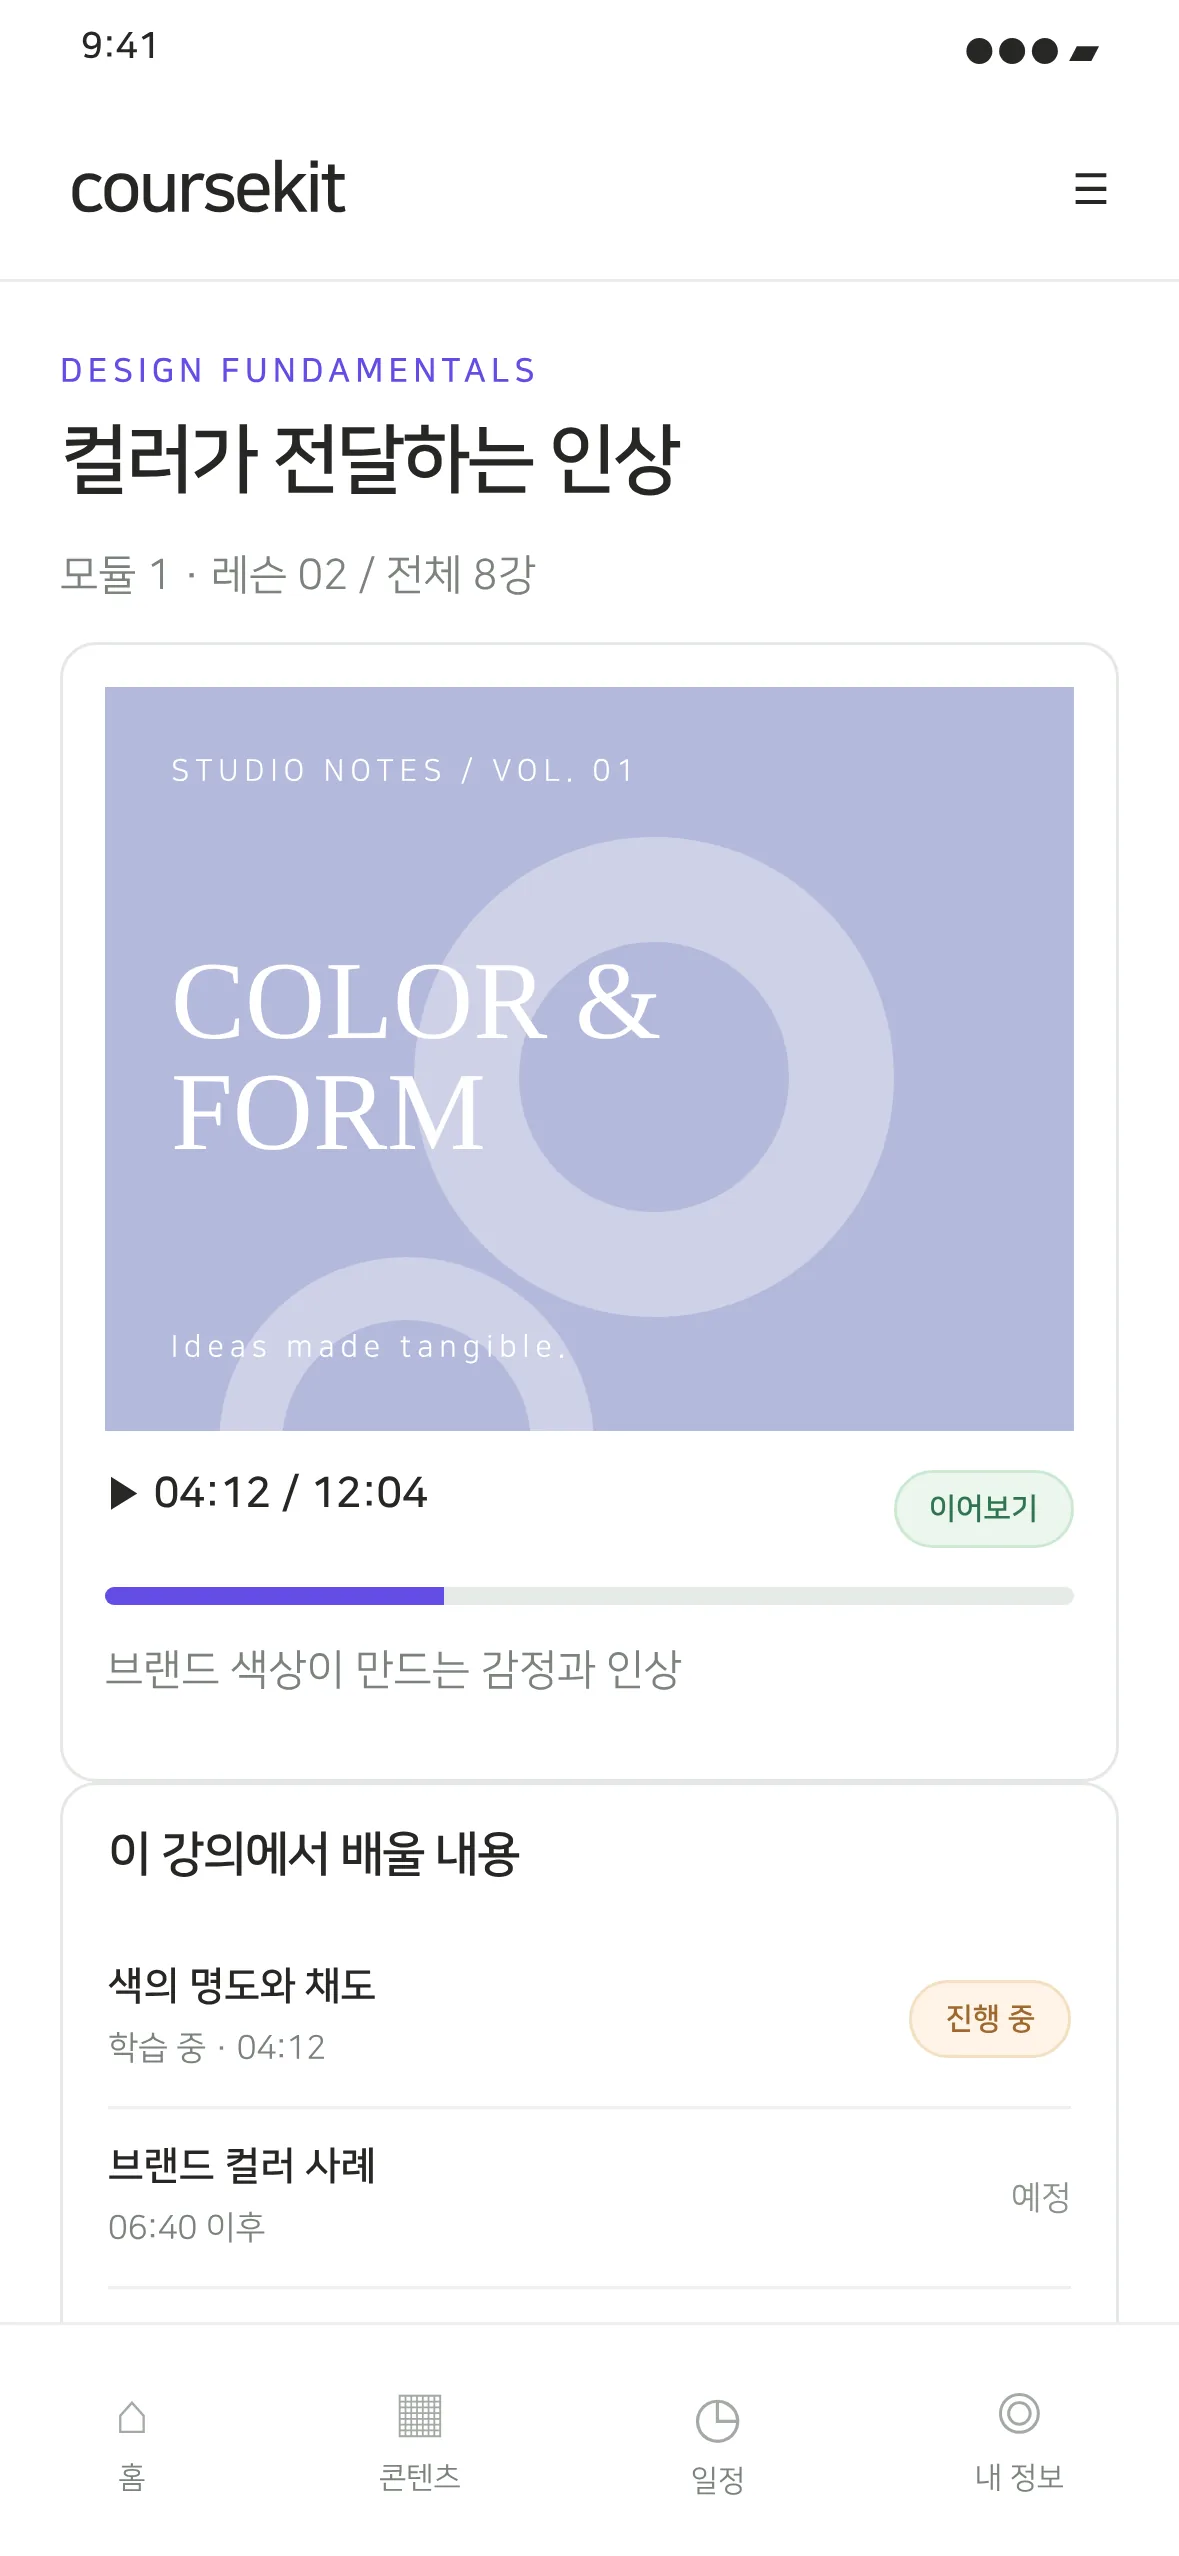 9:41
coursekit
DESIGN FUNDAMENTALS
컬러가 전달하는 인상
모듈 1 · 레슨 02 / 전체 8강
STUDIO NOTES / VOL. 01
COLOR &
FORM
Ideas made tangible.
▶ 04:12 / 12:04
이어보기
브랜드 색상이 만드는 감정과 인상
이 강의에서 배울 내용
색의 명도와 채도
진행 중
학습 중 · 04:12
브랜드 컬러 사례
예정
06:40 이후
홈
콘텐츠
일정
내 정보